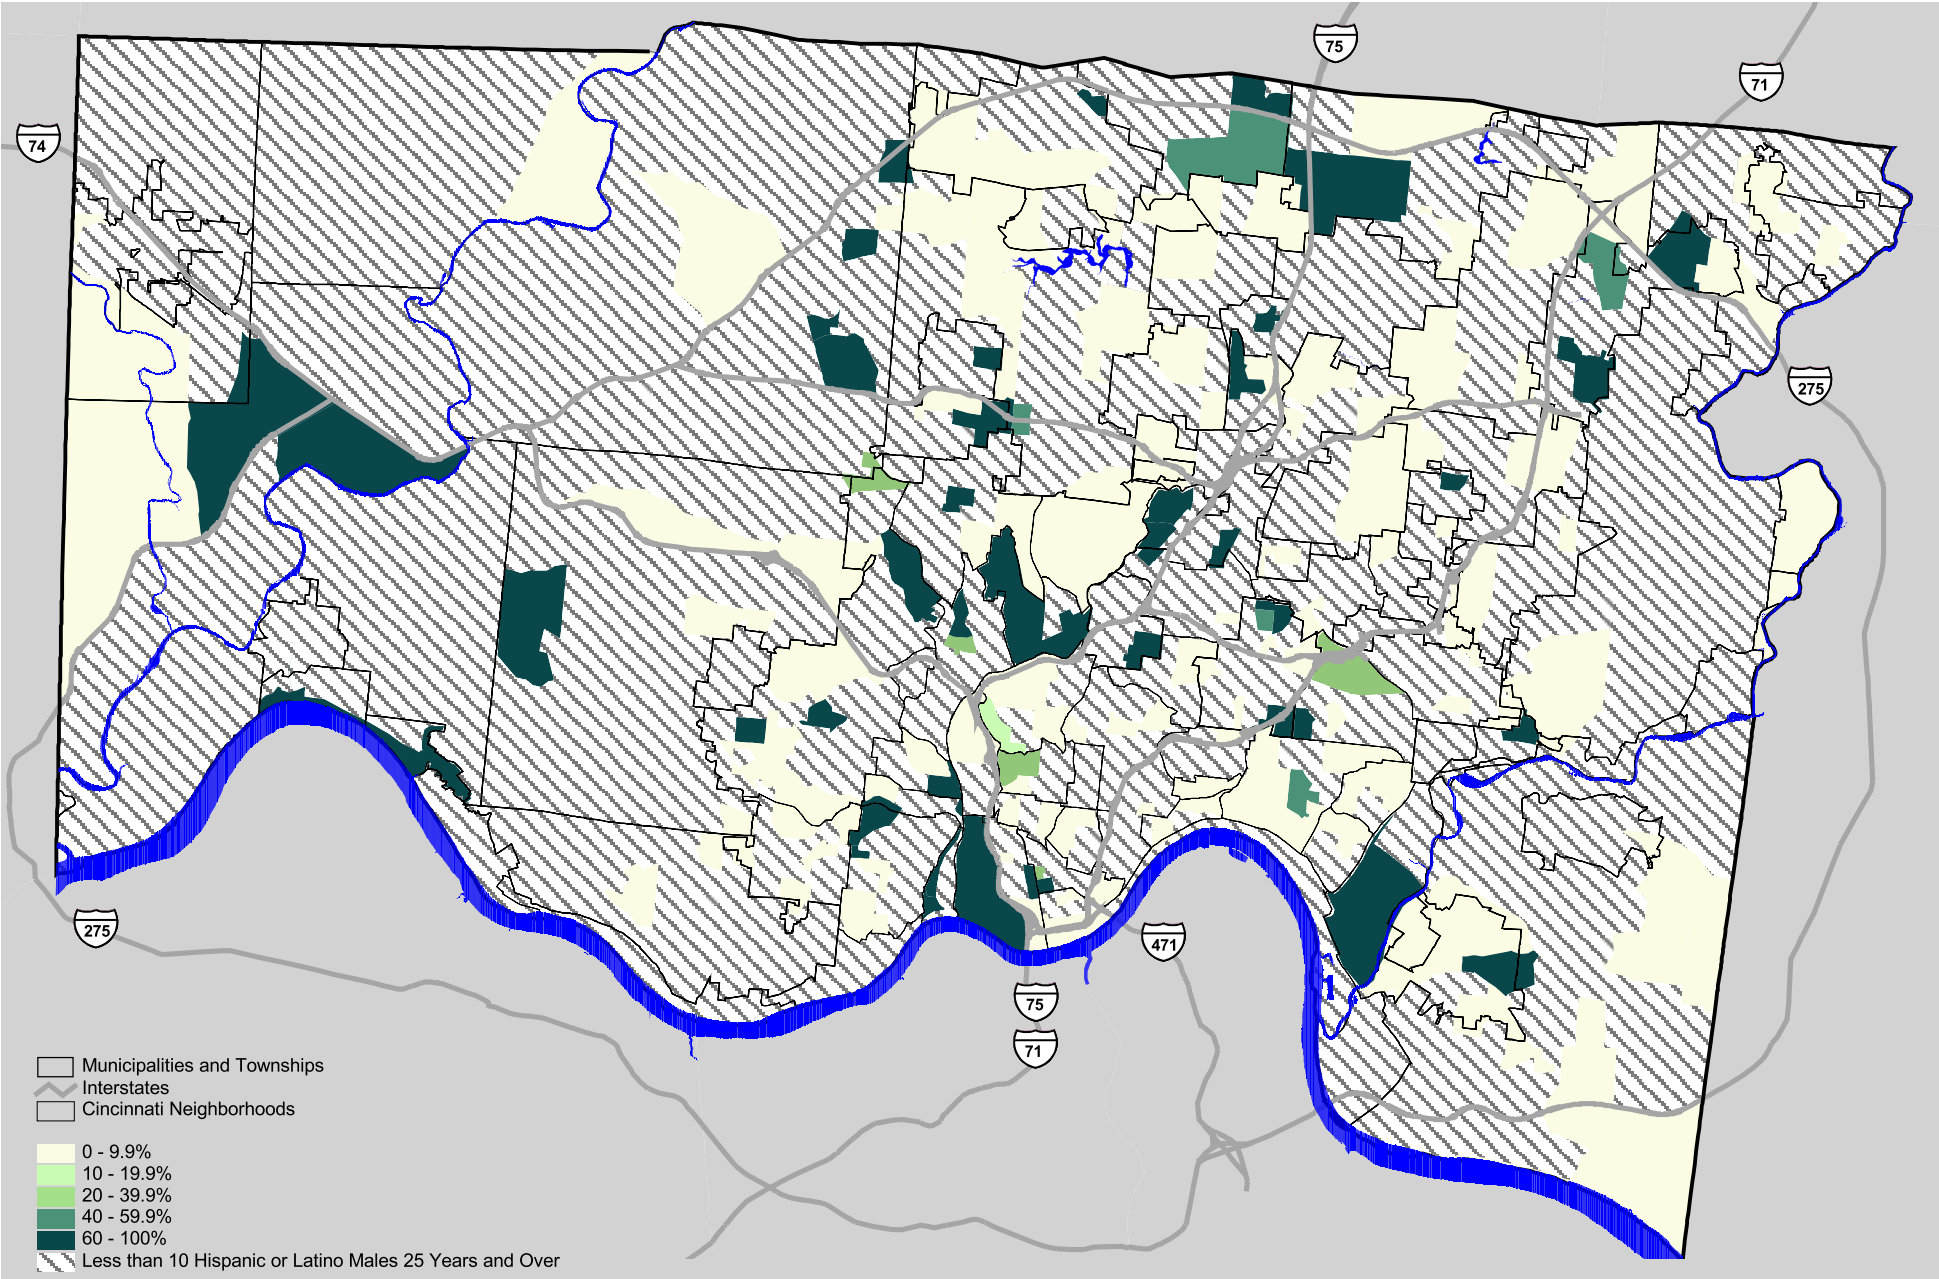 75
71
74
275
275
471
75
71
Municipalities and Townships
Interstates
Cincinnati Neighborhoods
0 - 9.9%
10 - 19.9%
20 - 39.9%
40 - 59.9%
60 - 100%
Less than 10 Hispanic or Latino Males 25 Years and Over